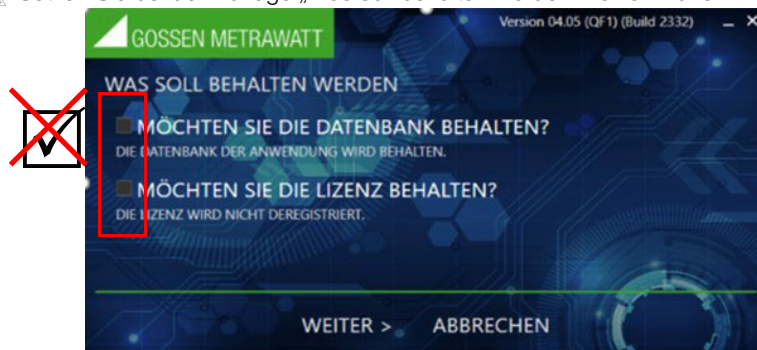 Version 04.05 (QF1) (Build 2332)
GOSSEN METRAWATT
WAS SOLL BEHALTEN WERDEN
MÖCHTEN SIE DIE DATENBANK BEHALTEN?
DIE DATENBANK DER ANWENDUNG WIRD BEHALTEN.
MÖCHTEN SIE DIE LIZENZ BEHALTEN?
DIE LIZENZ WIRD NICHT DEREGISTRIERT.
WEITER > ABBRECHEN